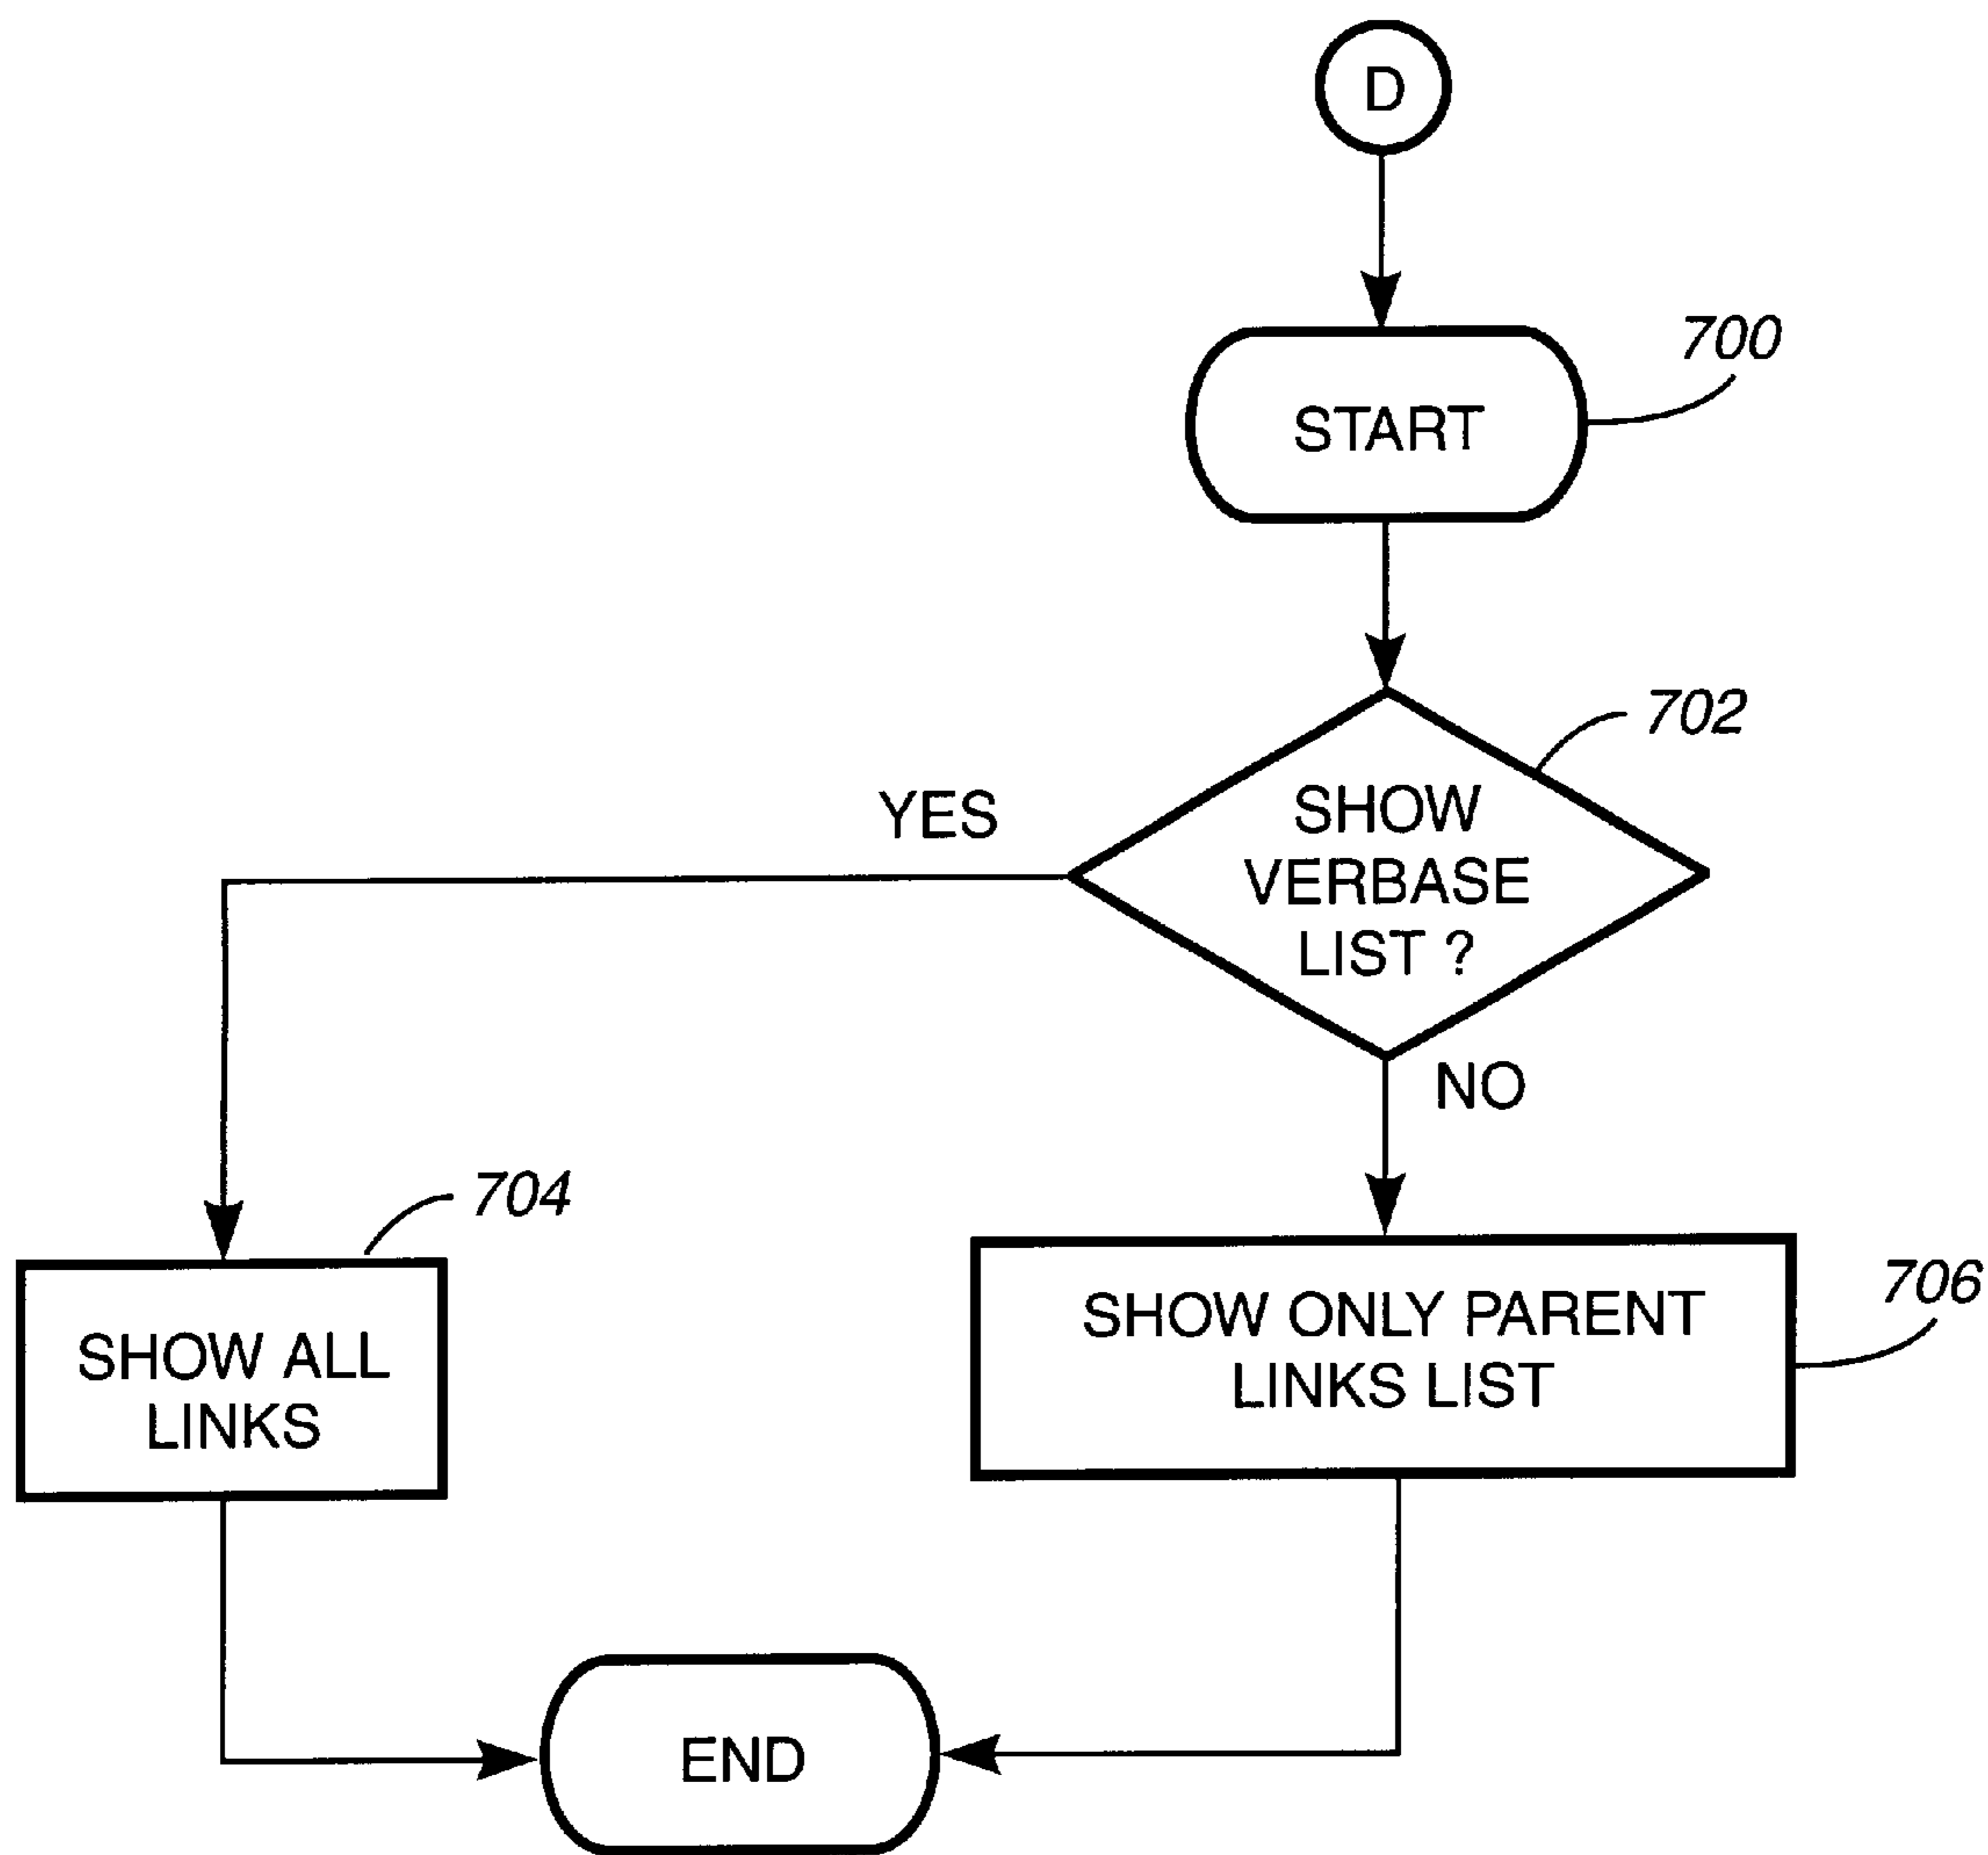 D
700
START
702
YES
SHOW
VERBASE
LIST ?
NO
704
706
SHOW ALL
LINKS
SHOW ONLY PARENT
LINKS LIST
END